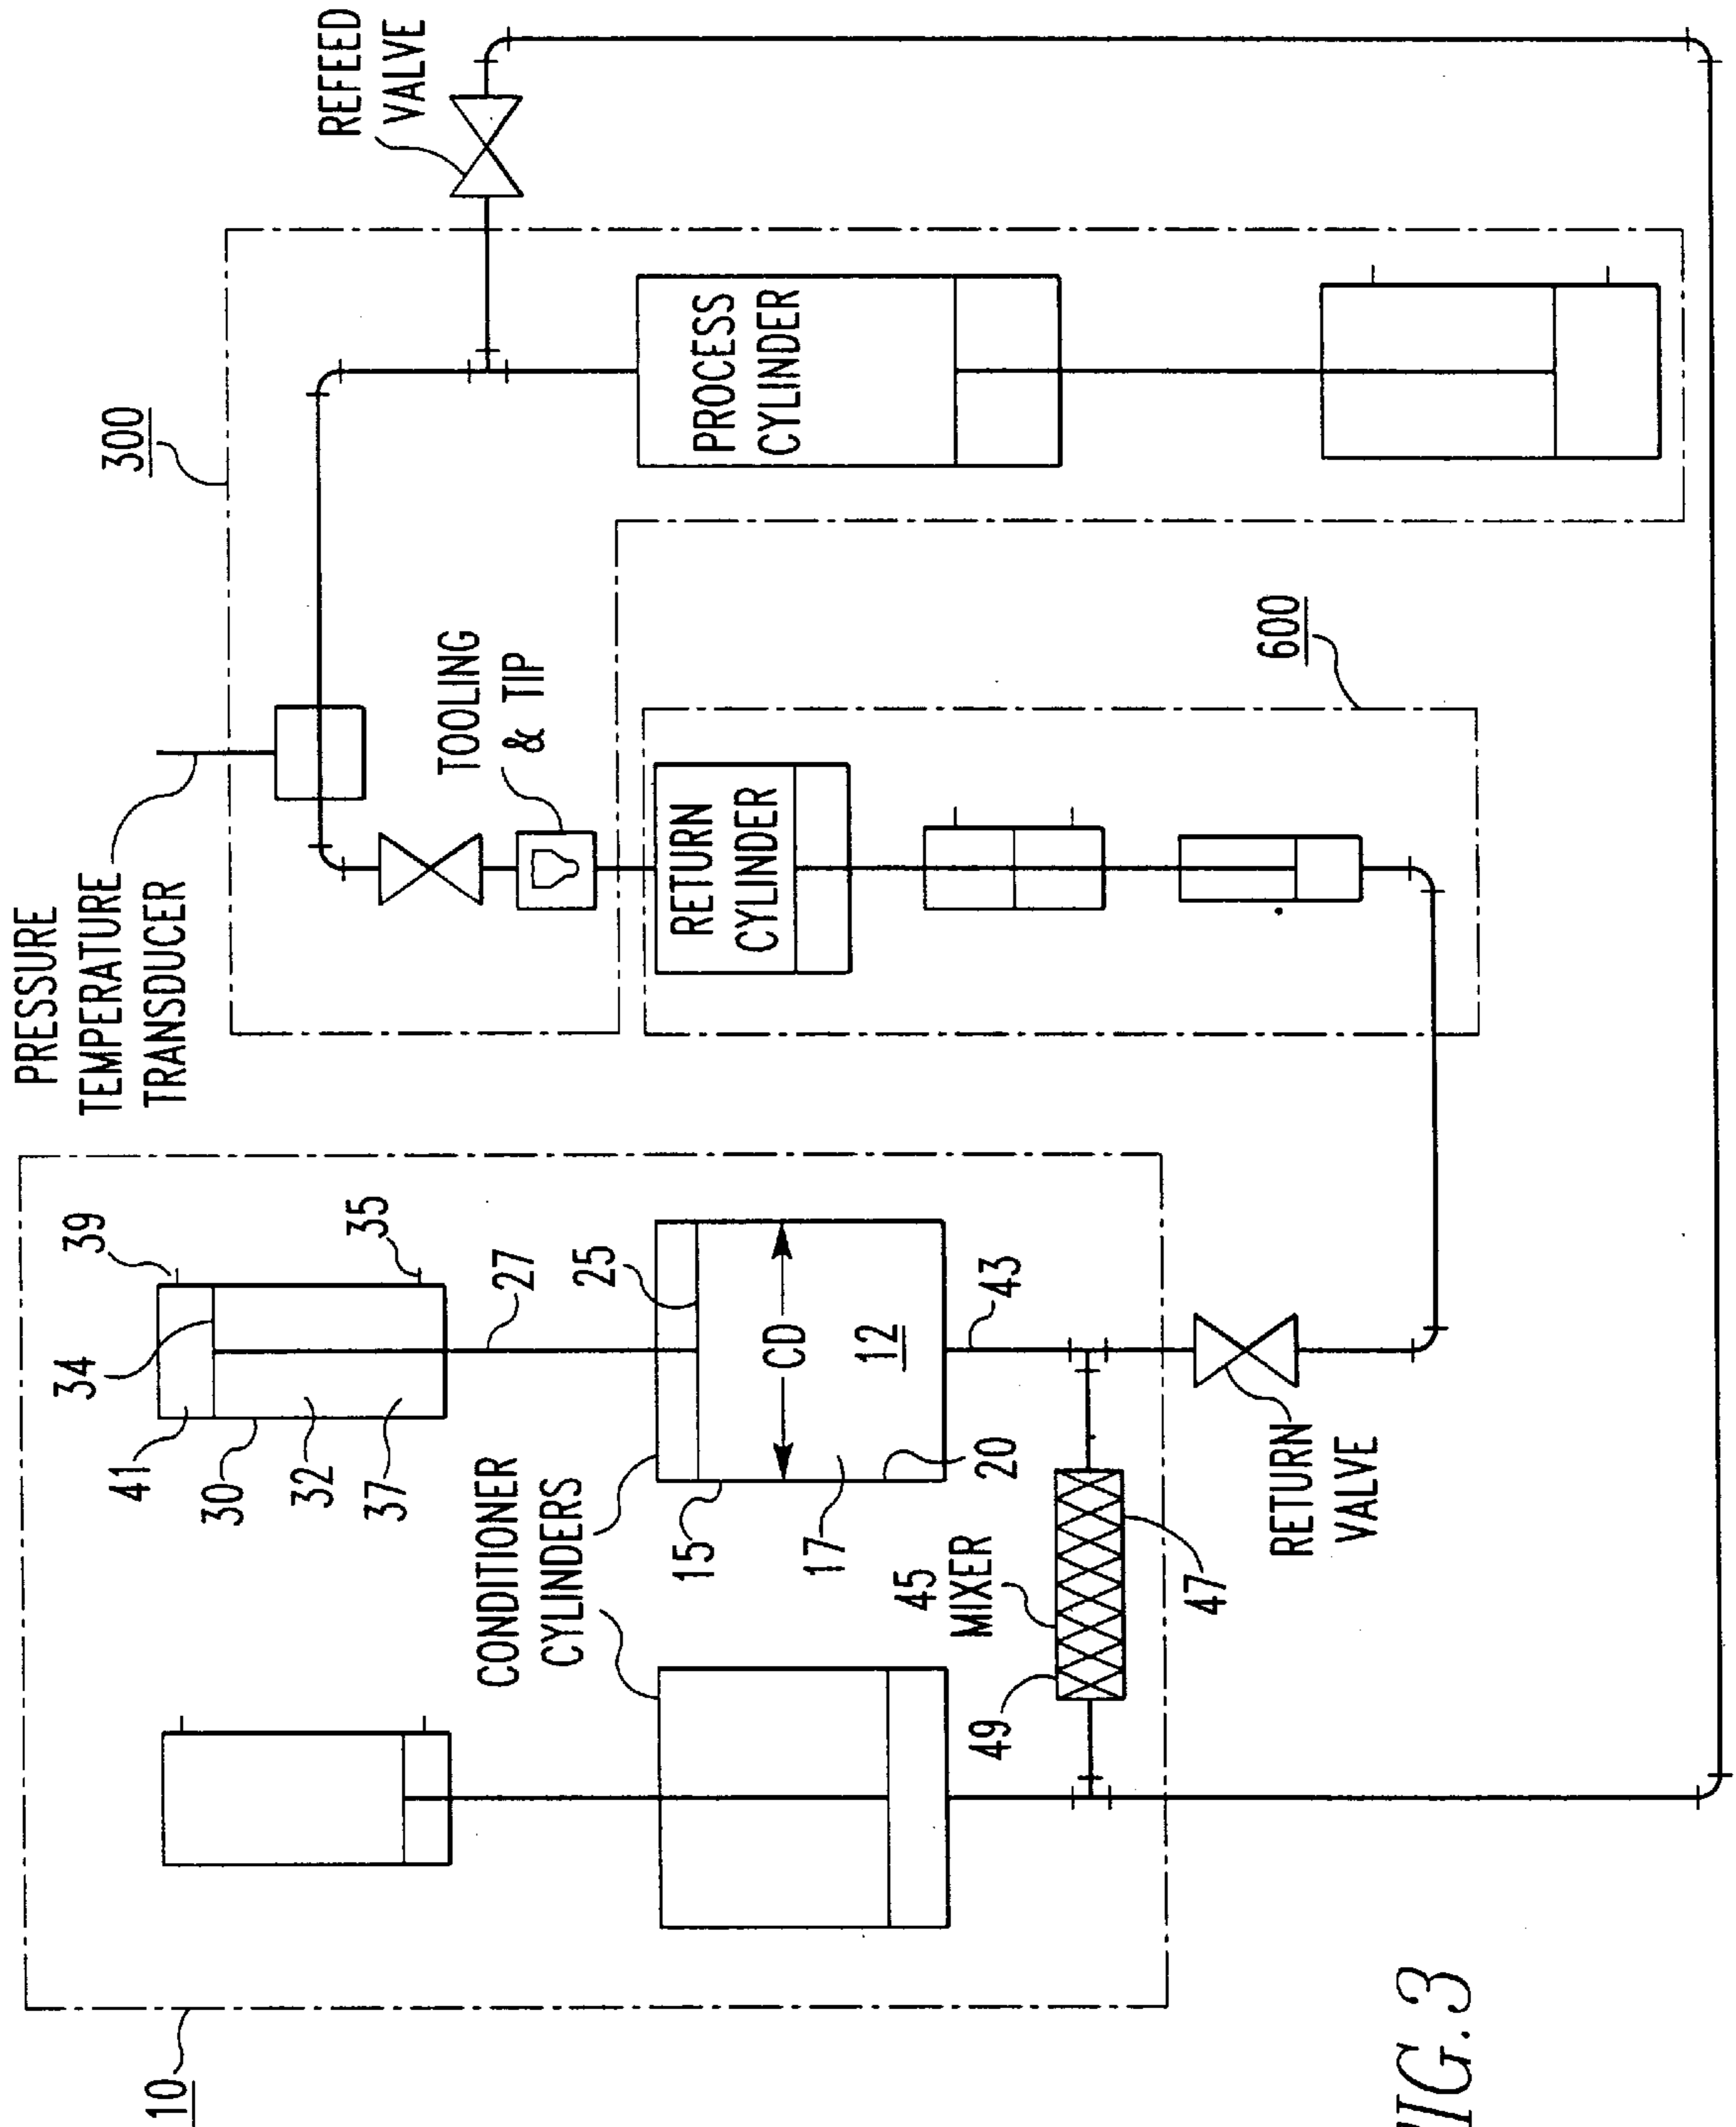 10
CONDITIONER
CYLINDERS
41
30
32
37
34
39
35
27
25
15
17
CD
12
20
43
49
45
MIXER
47
RETURN
VALVE
PRESSURE
TEMPERATURE
TRANSDUCER
300
TOOLING
& TIP
RETURN
CYLINDER
600
PROCESS
CYLINDER
REFEED
VALVE
FIG. 3